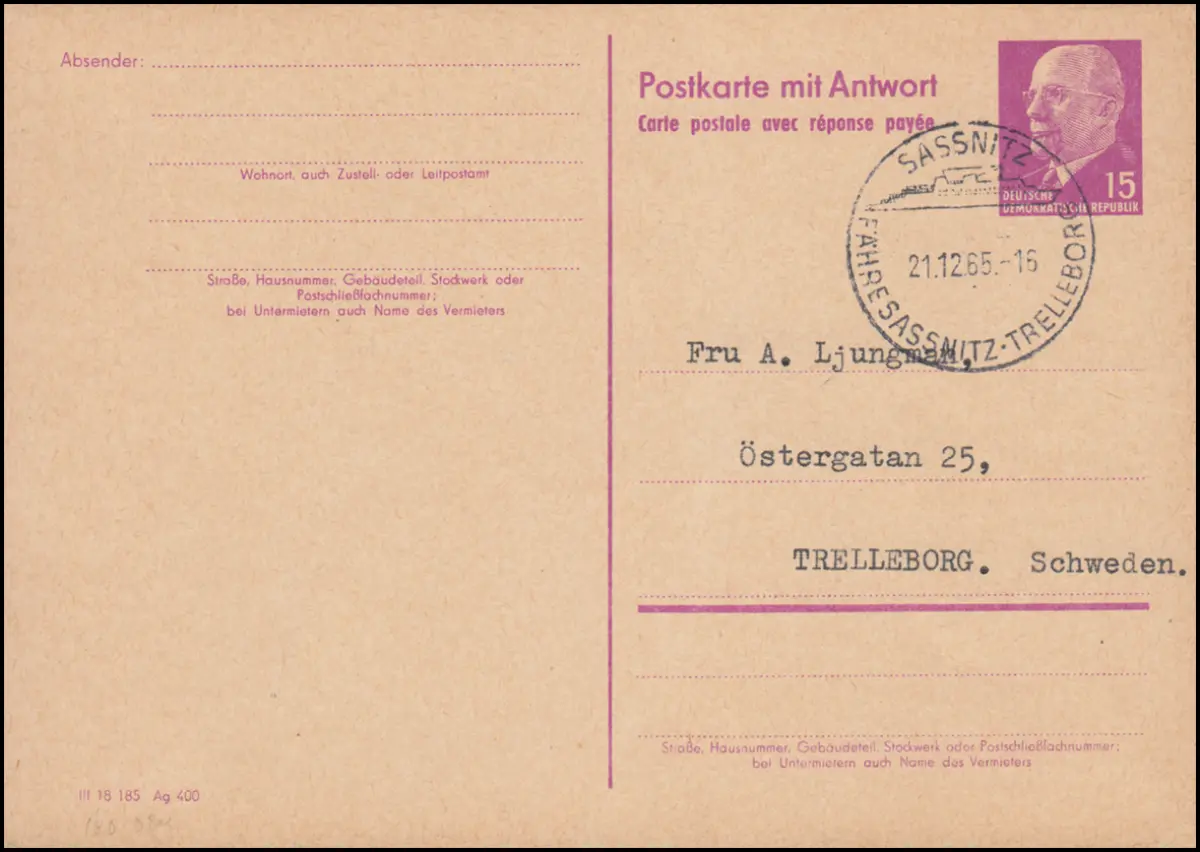 Absender:
Wohnort, auch Zustell- oder Leitpostamt
Straße, Hausnummer, Gebäudeteil, Stockwerk oder
Postschließfachnummer;
bei Untermietern auch Name des Vermieters
III 18 185 Ag 400
Postkarte mit Antwort
Carte postale avec réponse payée
15
DEUTSCHE
DEMOKRATISCHE REPUBLIK
SASSNITZ
21.12.65.-16
FÄHRE SASSNITZ·TRELLEBORG
Fru A. Ljungman,
Östergatan 25,
TRELLEBORG. Schweden.
Straße, Hausnummer, Gebäudeteil, Stockwerk oder Postschließfachnummer;
bei Untermietern auch Name des Vermieters